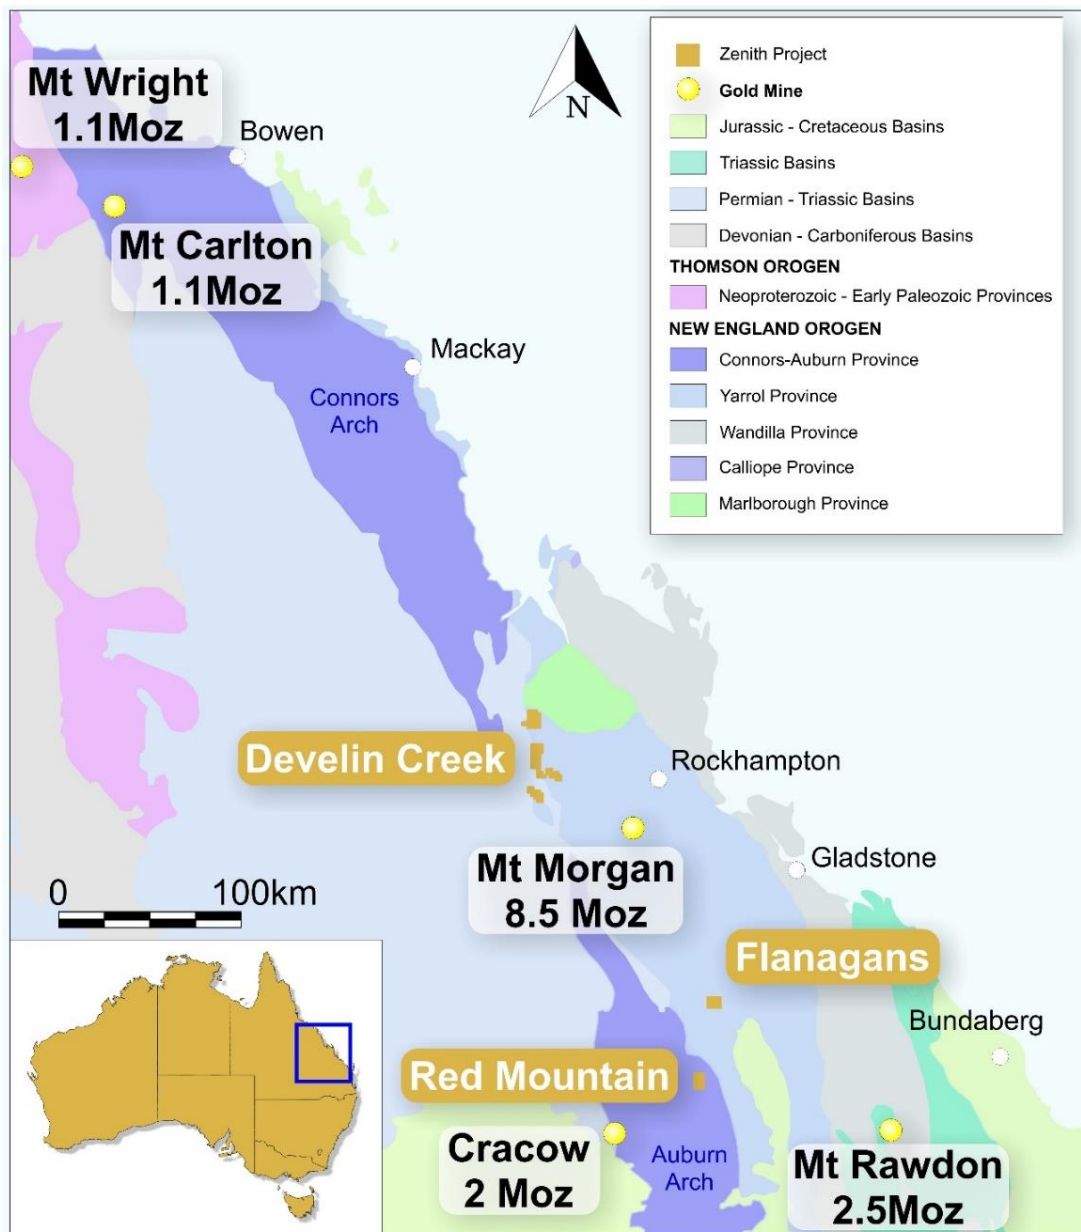 Mt Wright
1.1Moz
Bowen
Mt Carlton
1.1Moz
N
Zenith Project
Gold Mine
Jurassic - Cretaceous Basins
Triassic Basins
Permian - Triassic Basins
Devonian - Carboniferous Basins
THOMSON OROGEN
Neoproterozoic - Early Paleozoic Provinces
NEW ENGLAND OROGEN
Connors-Auburn Province
Yarrol Province
Wandilla Province
Calliope Province
Marlborough Province
Mackay
Connors
Arch
Develin Creek
Rockhampton
Mt Morgan
8.5 Moz
Gladstone
0 100km
Flanagans
Bundaberg
Red Mountain
Cracow
2 Moz
Auburn
Arch
Mt Rawdon
2.5Moz